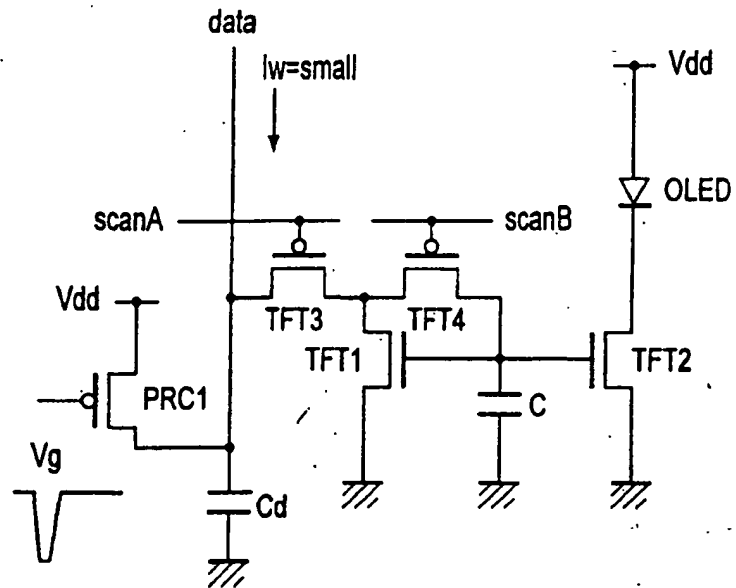 data
Iw=small
Vdd
OLED
scanA
scanB
Vdd
TFT3
TFT4
TFT1
TFT2
PRC1
C
Vg
Cd